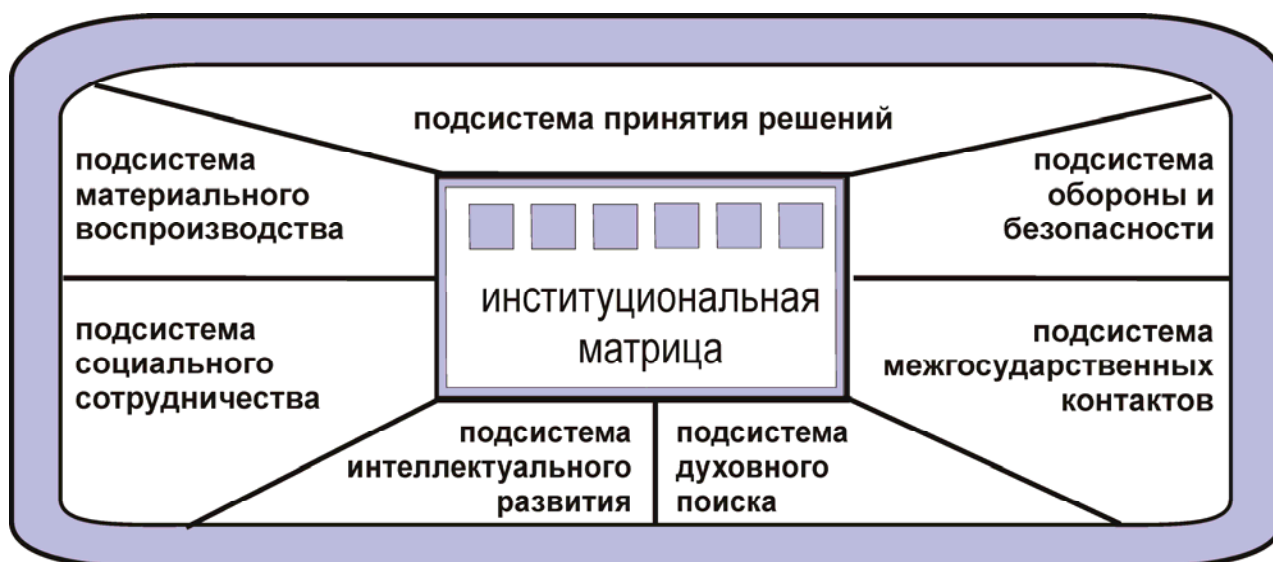 подсистема принятия решений
подсистема
материального
воспроизводства
подсистема
обороны и
безопасности
институциональная
матрица
подсистема
социального
сотрудничества
подсистема
межгосударственных
контактов
подсистема
интеллектуального
развития
подсистема
духовного
поиска